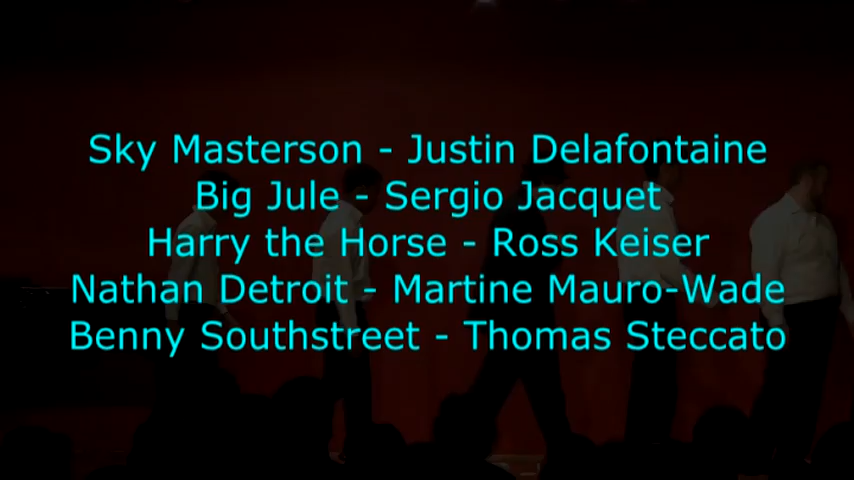 Sky Masterson - Justin Delafontaine
Big Jule - Sergio Jacquet
Harry the Horse - Ross Keiser
Nathan Detroit - Martine Mauro-Wade
Benny Southstreet - Thomas Steccato